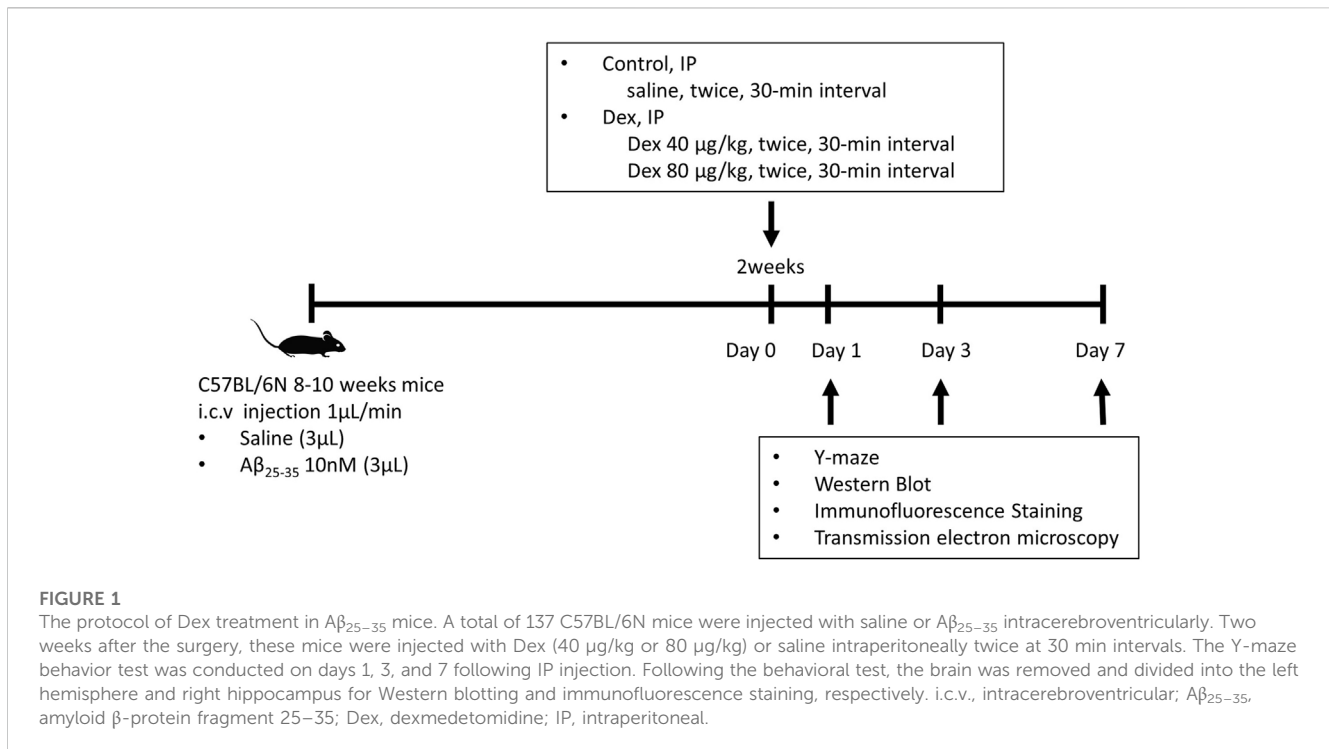 • Control, IP
saline, twice, 30-min interval
• Dex, IP
Dex 40 µg/kg, twice, 30-min interval
Dex 80 µg/kg, twice, 30-min interval
2weeks
Day 0 Day 1 Day 3 Day 7
C57BL/6N 8-10 weeks mice
i.c.v injection 1µL/min
• Saline (3µL)
• Aβ₂₅₋₃₅ 10nM (3µL)
• Y-maze
• Western Blot
• Immunofluorescence Staining
• Transmission electron microscopy
FIGURE 1
The protocol of Dex treatment in Aβ₂₅₋₃₅ mice. A total of 137 C57BL/6N mice were injected with saline or Aβ₂₅₋₃₅ intracerebroventricularly. Two
weeks after the surgery, these mice were injected with Dex (40 µg/kg or 80 µg/kg) or saline intraperitoneally twice at 30 min intervals. The Y-maze
behavior test was conducted on days 1, 3, and 7 following IP injection. Following the behavioral test, the brain was removed and divided into the left
hemisphere and right hippocampus for Western blotting and immunofluorescence staining, respectively. i.c.v., intracerebroventricular; Aβ₂₅₋₃₅,
amyloid β-protein fragment 25–35; Dex, dexmedetomidine; IP, intraperitoneal.